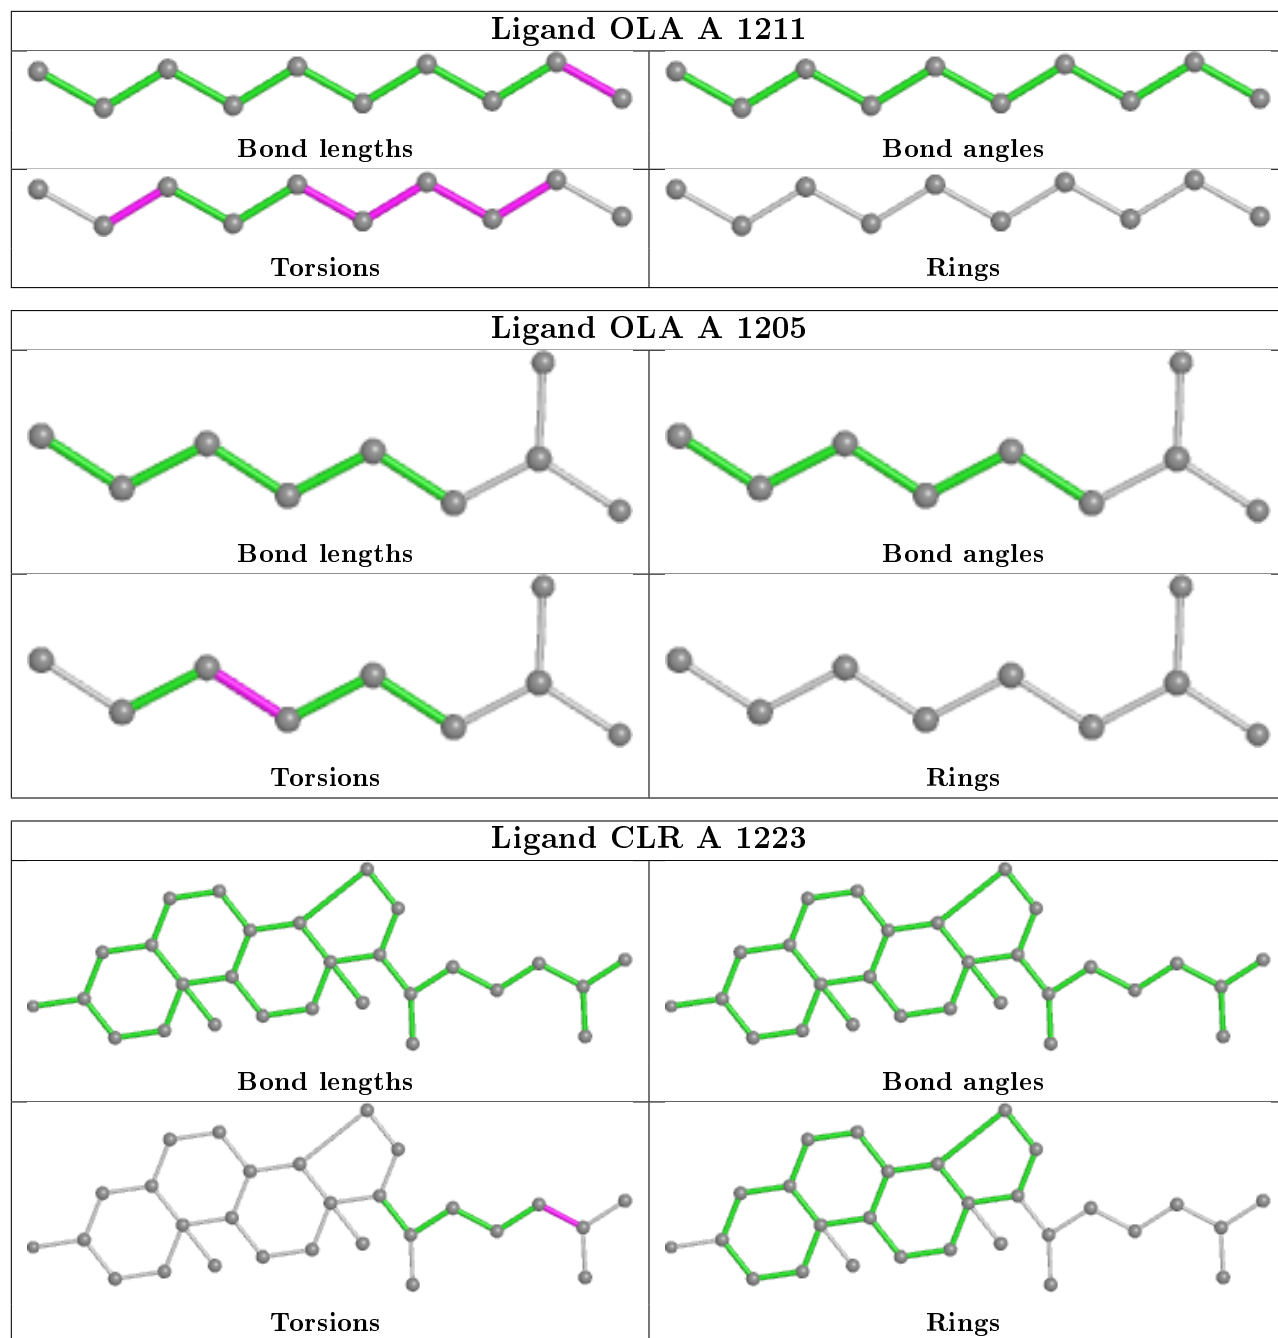 Ligand OLA A 1211
Bond lengths
Bond angles
Torsions
Rings
Ligand OLA A 1205
Bond lengths
Bond angles
Torsions
Rings
Ligand CLR A 1223
Bond lengths
Bond angles
Torsions
Rings